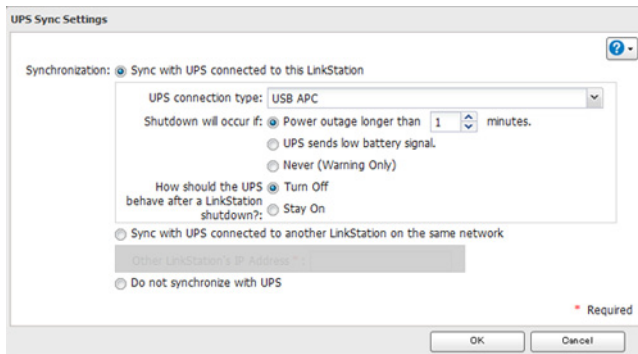 UPS Sync Settings
?
Synchronization: Sync with UPS connected to this LinkStation
UPS connection type: USB APC
Shutdown will occur if: Power outage longer than 1 minutes.
UPS sends low battery signal.
Never (Warning Only)
How should the UPS Turn Off
behave after a LinkStation
shutdown?: Stay On
Sync with UPS connected to another LinkStation on the same network
Other LinkStation's IP Address * :
Do not synchronize with UPS
* Required
OK Cancel